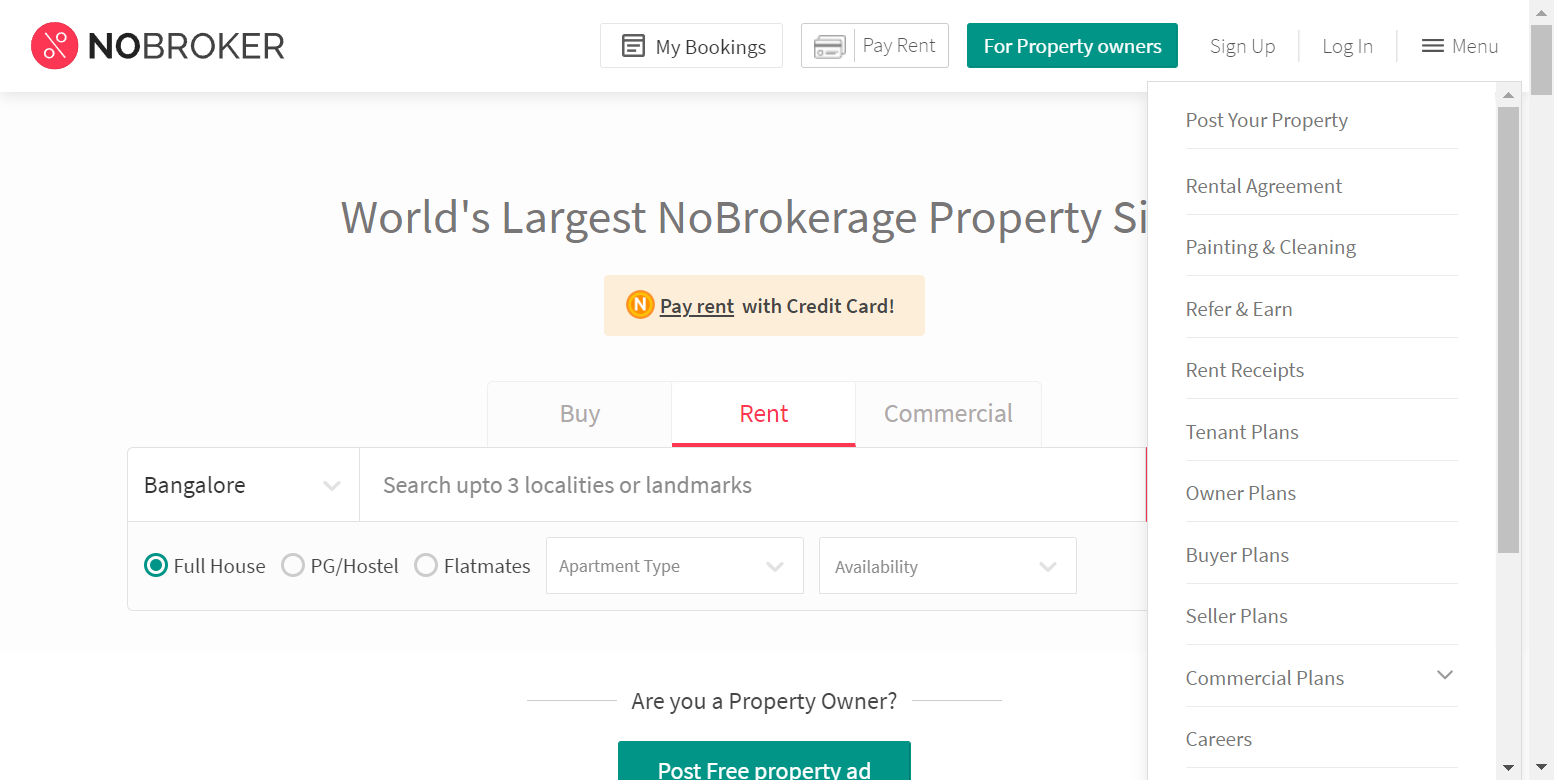 NOBROKER
My Bookings
Pay Rent
For Property owners
Sign Up
Log In
Menu
Post Your Property
Rental Agreement
Painting & Cleaning
Refer & Earn
Rent Receipts
Tenant Plans
Owner Plans
Buyer Plans
Seller Plans
Commercial Plans
Careers
World's Largest NoBrokerage Property Si
N Pay rent with Credit Card!
Buy
Rent
Commercial
Bangalore
Search upto 3 localities or landmarks
Full House
PG/Hostel
Flatmates
Apartment Type
Availability
Are you a Property Owner?
Post Free property ad